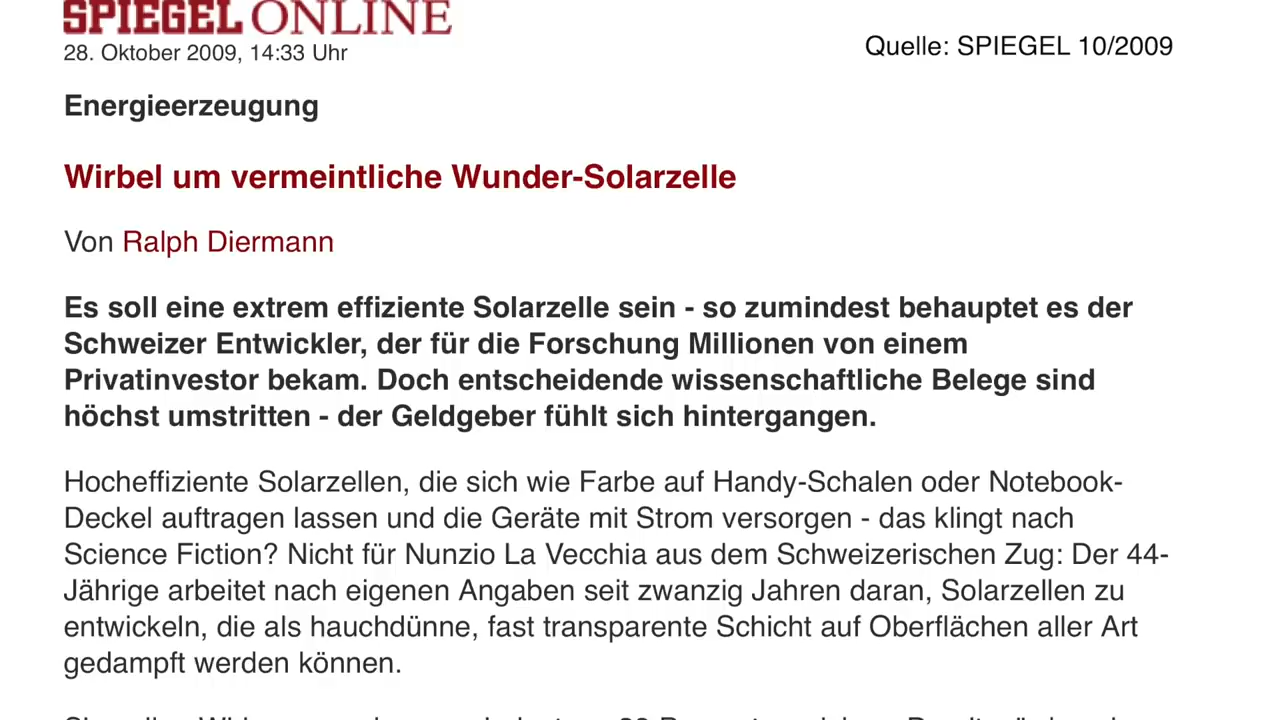 SPIEGEL ONLINE
28. Oktober 2009, 14:33 Uhr
Quelle: SPIEGEL 10/2009
Energieerzeugung
Wirbel um vermeintliche Wunder-Solarzelle
Von Ralph Diermann
Es soll eine extrem effiziente Solarzelle sein - so zumindest behauptet es der
Schweizer Entwickler, der für die Forschung Millionen von einem
Privatinvestor bekam. Doch entscheidende wissenschaftliche Belege sind
höchst umstritten - der Geldgeber fühlt sich hintergangen.
Hocheffiziente Solarzellen, die sich wie Farbe auf Handy-Schalen oder Notebook-
Deckel auftragen lassen und die Geräte mit Strom versorgen - das klingt nach
Science Fiction? Nicht für Nunzio La Vecchia aus dem Schweizerischen Zug: Der 44-
Jährige arbeitet nach eigenen Angaben seit zwanzig Jahren daran, Solarzellen zu
entwickeln, die als hauchdünne, fast transparente Schicht auf Oberflächen aller Art
gedampft werden können.